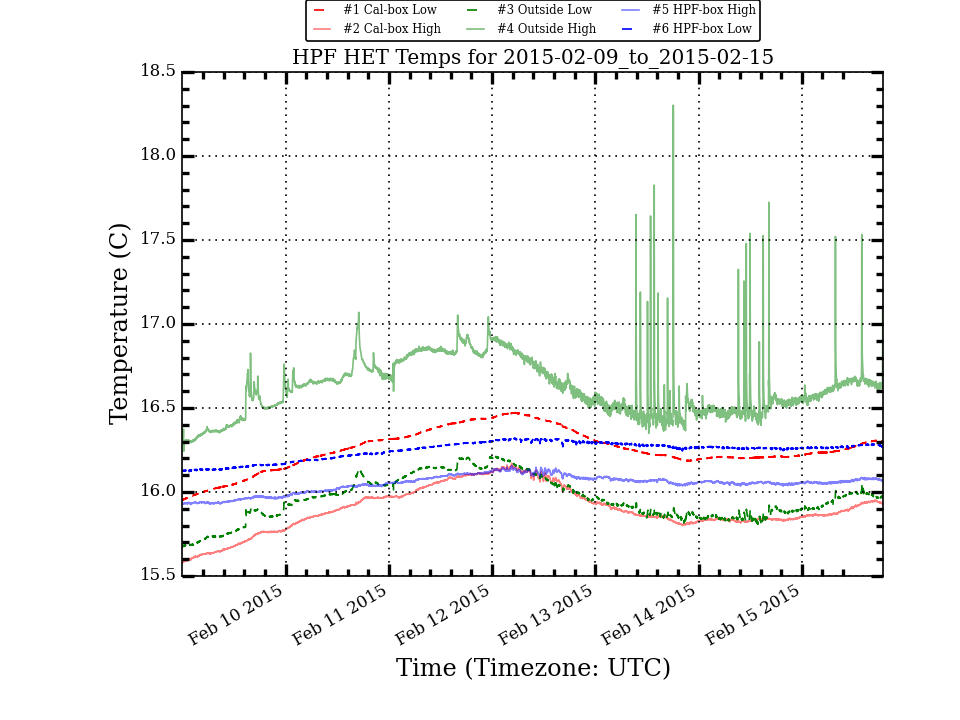 #1 Cal-box Low #3 Outside Low #5 HPF-box High
#2 Cal-box High #4 Outside High #6 HPF-box Low
HPF HET Temps for 2015-02-09_to_2015-02-15
18.5
18.0
17.5
17.0
16.5
16.0
15.5
Temperature (C)
Feb 10 2015
Feb 11 2015
Feb 12 2015
Feb 13 2015
Feb 14 2015
Feb 15 2015
Time (Timezone: UTC)